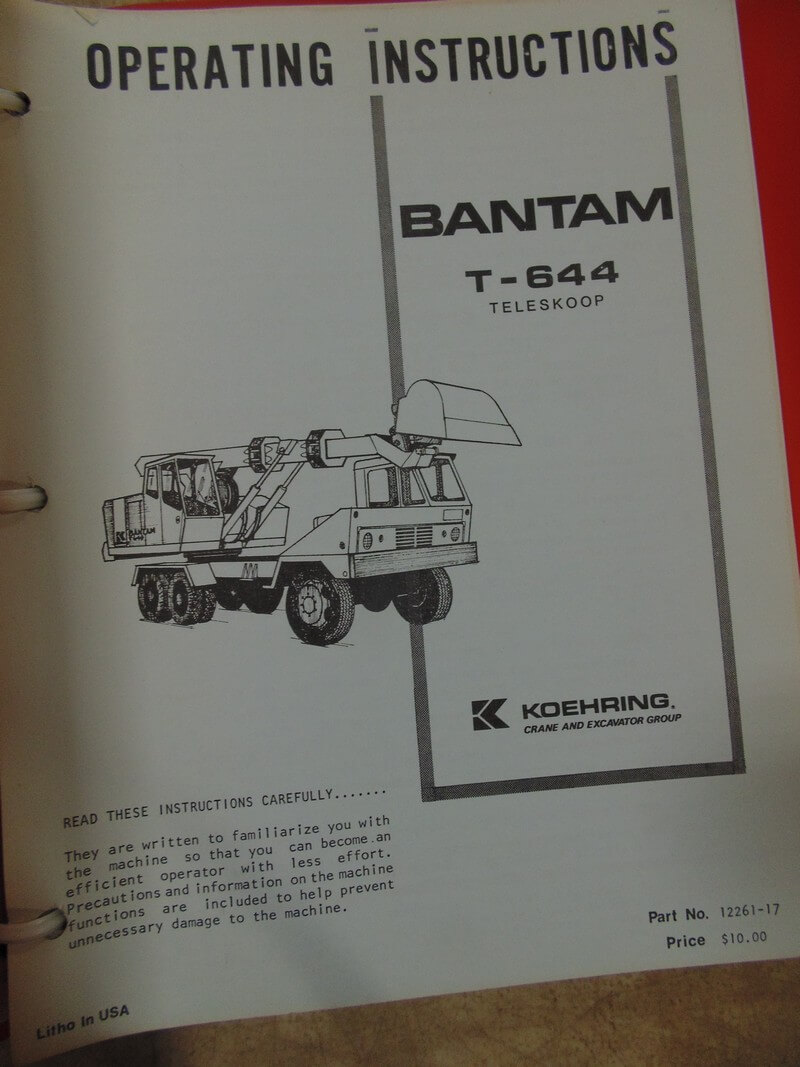 OPERATING INSTRUCTIONS
BANTAM
T-644
TELESKOOP
BANTAM
KOEHRING.
CRANE AND EXCAVATOR GROUP
READ THESE INSTRUCTIONS CAREFULLY.......
They are written to familiarize you with
the machine so that you can become an
efficient operator with less effort.
Precautions and information on the machine
functions are included to help prevent
unnecessary damage to the machine.
Part No. 12261-17
Price $10.00
Litho In USA